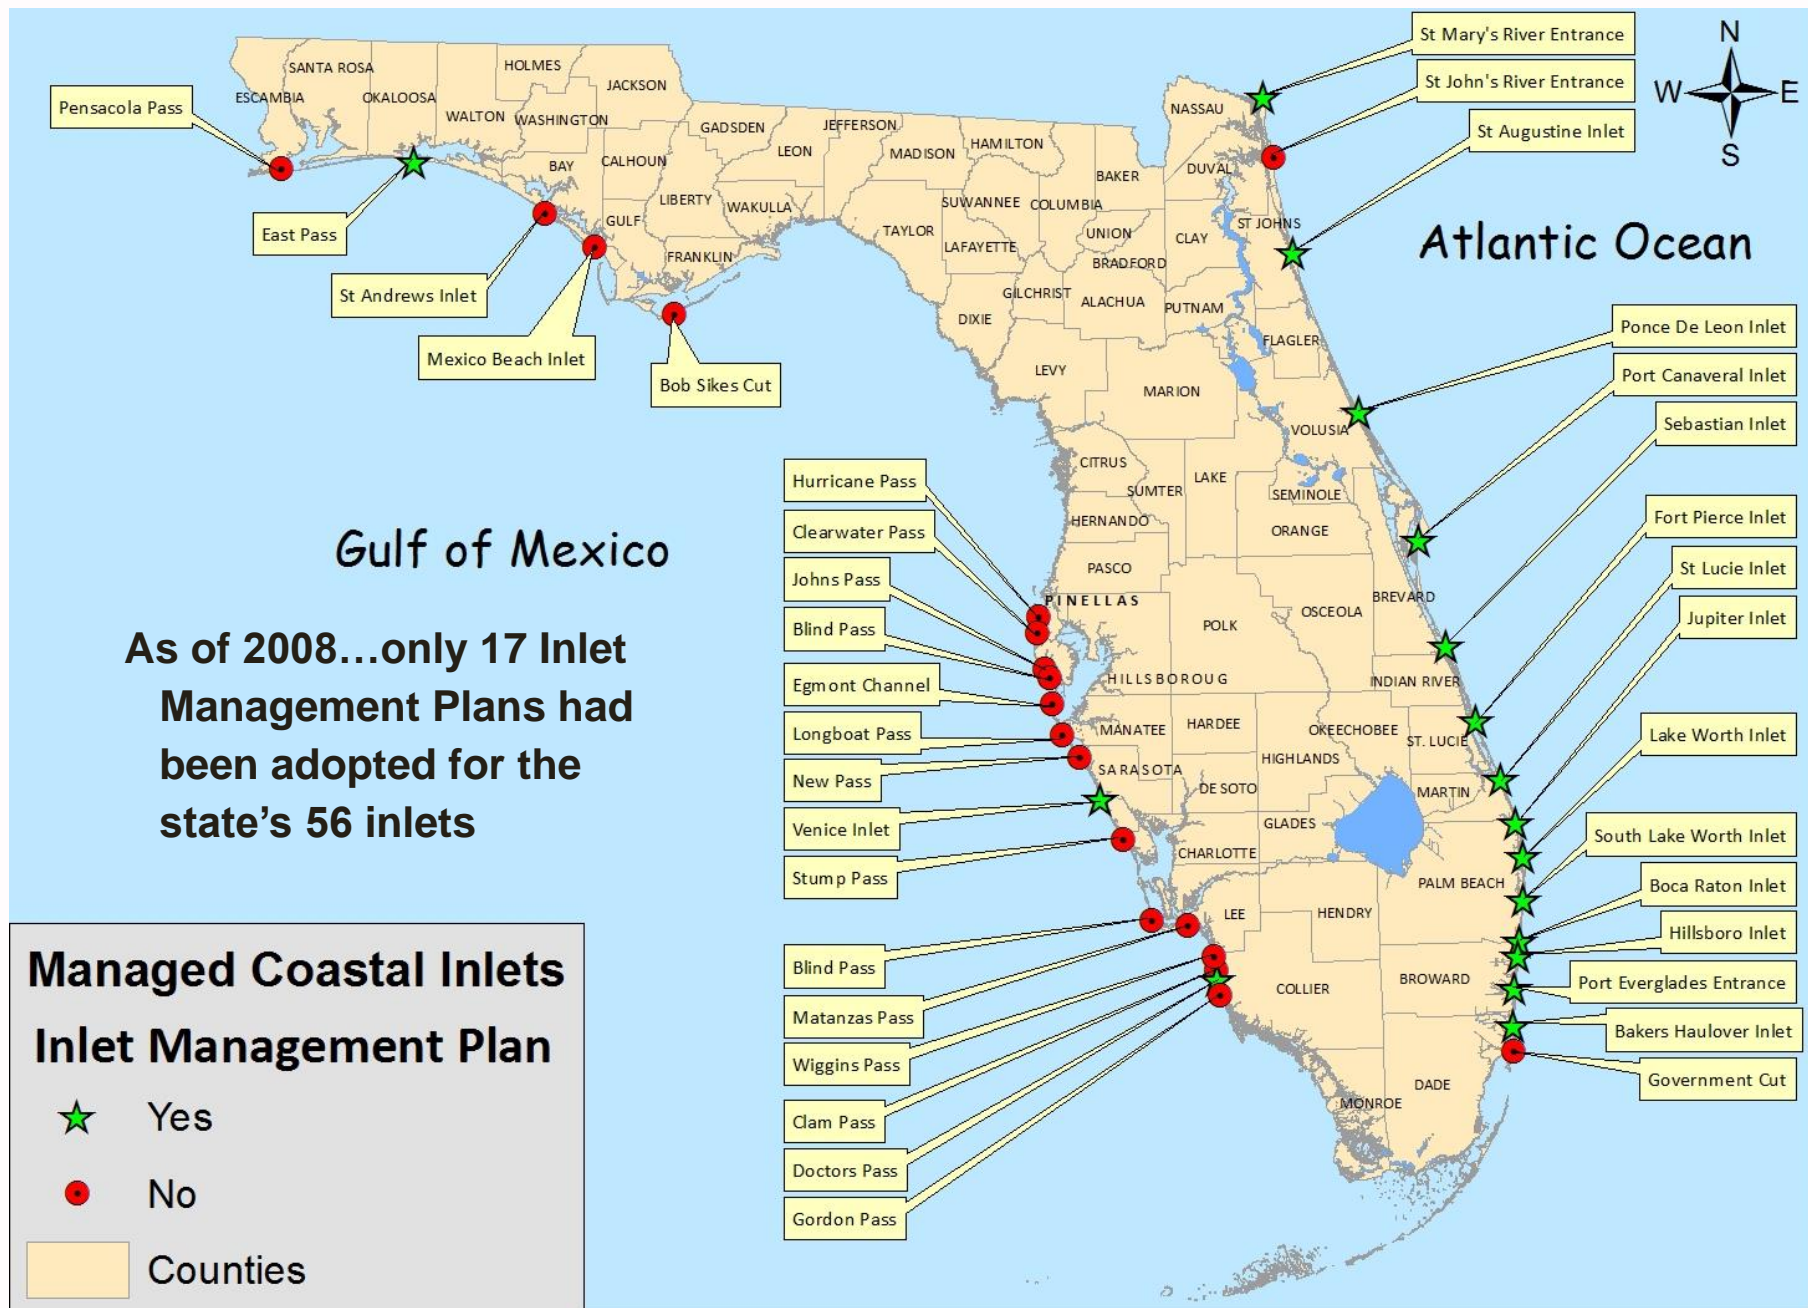 St Mary's River Entrance
St John's River Entrance
St Augustine Inlet
N
W
E
S
Pensacola Pass
East Pass
St Andrews Inlet
Mexico Beach Inlet
Bob Sikes Cut
ESCAMBIA
SANTA ROSA
OKALOOSA
WALTON
HOLMES
WASHINGTON
JACKSON
BAY
CALHOUN
GULF
LIBERTY
GADSDEN
LEON
WAKULLA
FRANKLIN
JEFFERSON
MADISON
TAYLOR
HAMILTON
SUWANNEE
LAFAYETTE
DIXIE
COLUMBIA
BAKER
UNION
BRADFORD
GILCHRIST
ALACHUA
NASSAU
DUVAL
CLAY
ST JOHNS
PUTNAM
FLAGLER
LEVY
MARION
VOLUSIA
CITRUS
SUMTER
LAKE
SEMINOLE
HERNANDO
ORANGE
PASCO
PINELLAS
HILLSBOROUG
POLK
OSCEOLA
BREVARD
INDIAN RIVER
MANATEE
HARDEE
OKEECHOBEE
ST. LUCIE
HIGHLANDS
SARASOTA
DE SOTO
MARTIN
GLADES
CHARLOTTE
PALM BEACH
LEE
HENDRY
BROWARD
COLLIER
DADE
MONROE
Atlantic Ocean
Ponce De Leon Inlet
Port Canaveral Inlet
Sebastian Inlet
Fort Pierce Inlet
St Lucie Inlet
Jupiter Inlet
Lake Worth Inlet
South Lake Worth Inlet
Boca Raton Inlet
Hillsboro Inlet
Port Everglades Entrance
Bakers Haulover Inlet
Government Cut
Hurricane Pass
Clearwater Pass
Johns Pass
Blind Pass
Egmont Channel
Longboat Pass
New Pass
Venice Inlet
Stump Pass
Blind Pass
Matanzas Pass
Wiggins Pass
Clam Pass
Doctors Pass
Gordon Pass
Gulf of Mexico
As of 2008…only 17 Inlet
Management Plans had
been adopted for the
state’s 56 inlets
Managed Coastal Inlets
Inlet Management Plan
Yes
No
Counties